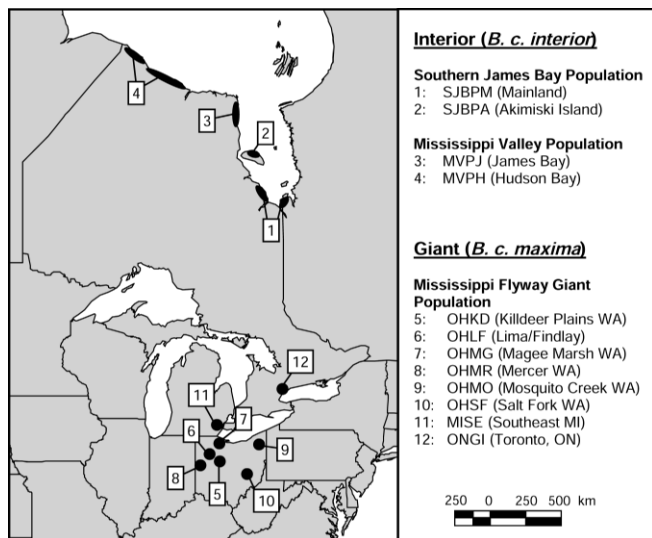 4
3
2
1
12
11
7
6
9
8
5
10
Interior (B. c. interior)
Southern James Bay Population
1: SJBPM (Mainland)
2: SJBPA (Akimiski Island)
Mississippi Valley Population
3: MVPJ (James Bay)
4: MVPH (Hudson Bay)
Giant (B. c. maxima)
Mississippi Flyway Giant
Population
5: OHKD (Killdeer Plains WA)
6: OHLF (Lima/Findlay)
7: OHMG (Magee Marsh WA)
8: OHMR (Mercer WA)
9: OHMO (Mosquito Creek WA)
10: OHSF (Salt Fork WA)
11: MISE (Southeast MI)
12: ONGI (Toronto, ON)
250 0 250 500 km